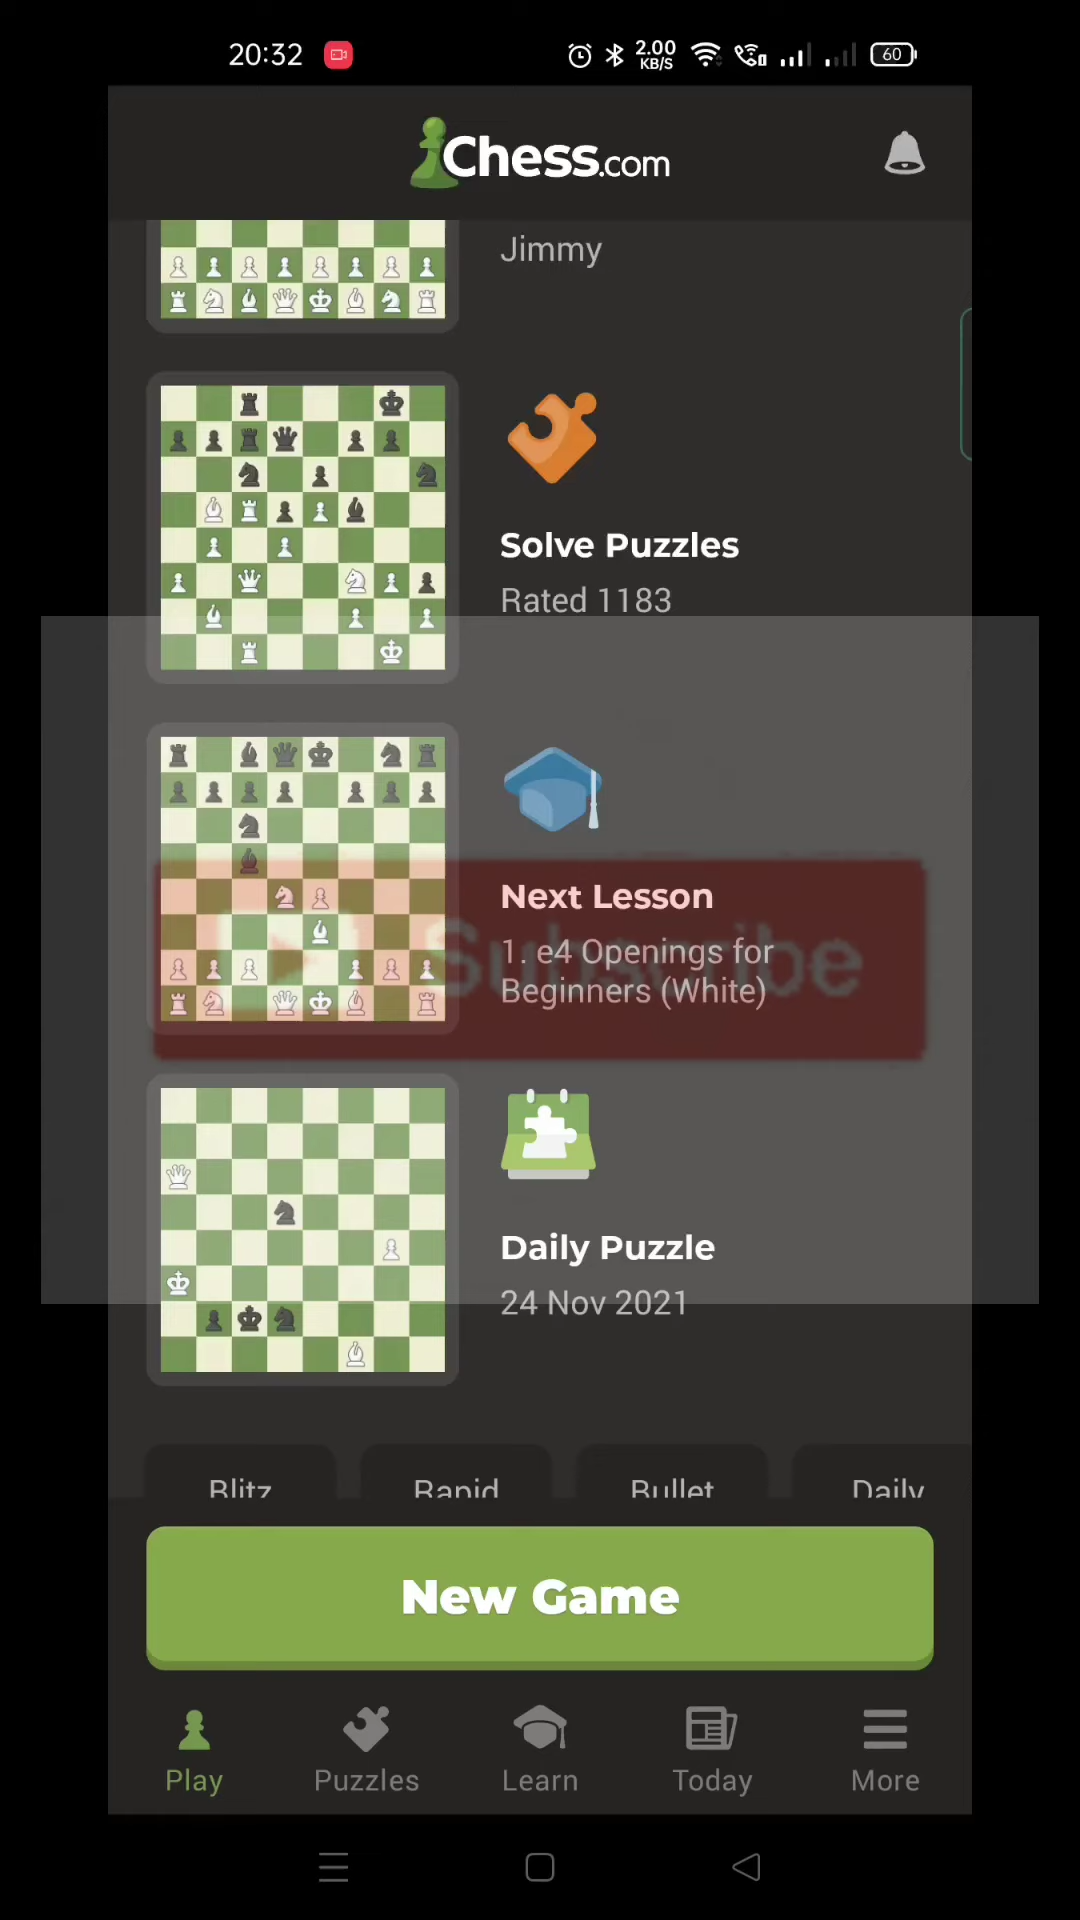 20:32
2.00
KB/S
60
Chess.com
Jimmy
Solve Puzzles
Rated 1183
Next Lesson
1. e4 Openings for
Beginners (White)
Subscribe
Daily Puzzle
24 Nov 2021
Blitz
Rapid
Bullet
Daily
New Game
Play
Puzzles
Learn
Today
More